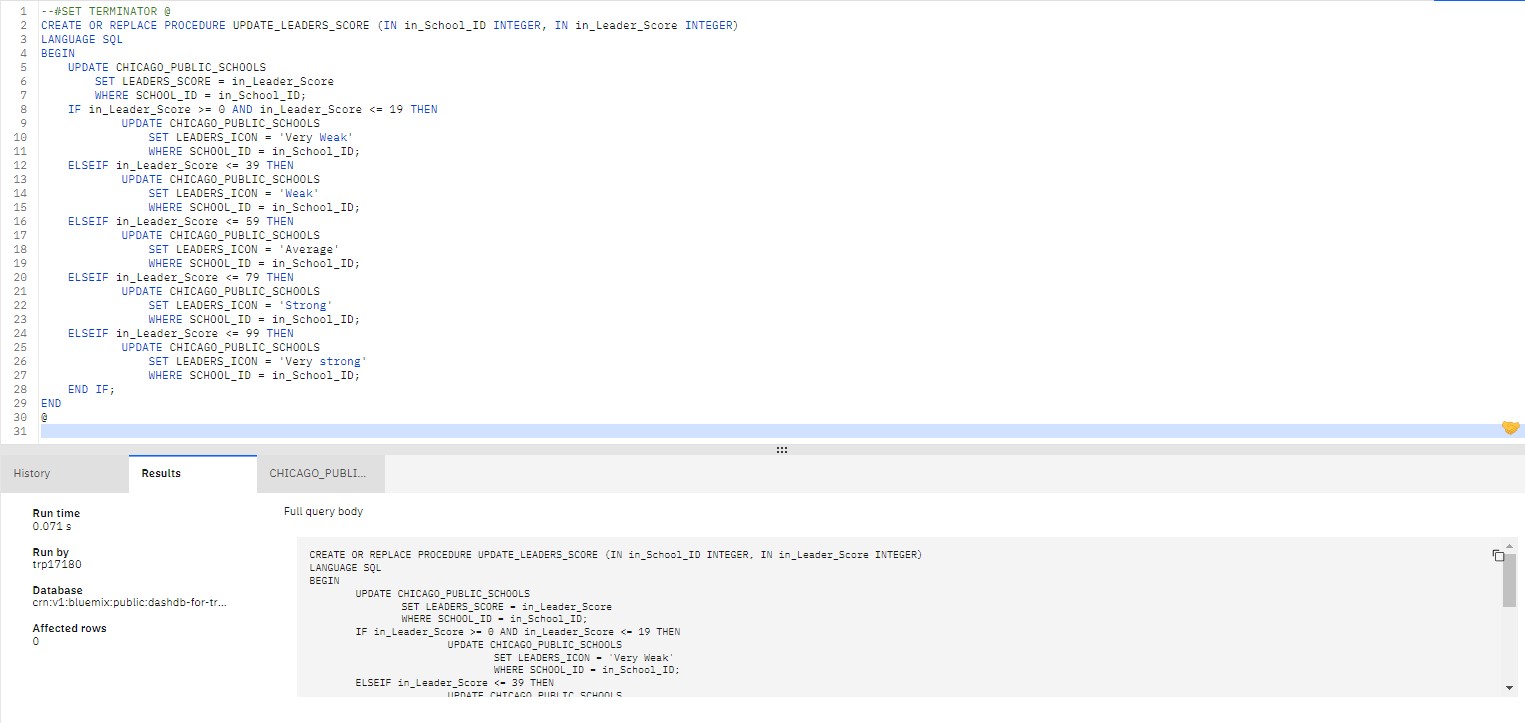 1 --#SET TERMINATOR @
2 CREATE OR REPLACE PROCEDURE UPDATE_LEADERS_SCORE (IN in_School_ID INTEGER, IN in_Leader_Score INTEGER)
3 LANGUAGE SQL
4 BEGIN
5 UPDATE CHICAGO_PUBLIC_SCHOOLS
6 SET LEADERS_SCORE = in_Leader_Score
7 WHERE SCHOOL_ID = in_School_ID;
8 IF in_Leader_Score >= 0 AND in_Leader_Score <= 19 THEN
9 UPDATE CHICAGO_PUBLIC_SCHOOLS
10 SET LEADERS_ICON = 'Very Weak'
11 WHERE SCHOOL_ID = in_School_ID;
12 ELSEIF in_Leader_Score <= 39 THEN
13 UPDATE CHICAGO_PUBLIC_SCHOOLS
14 SET LEADERS_ICON = 'Weak'
15 WHERE SCHOOL_ID = in_School_ID;
16 ELSEIF in_Leader_Score <= 59 THEN
17 UPDATE CHICAGO_PUBLIC_SCHOOLS
18 SET LEADERS_ICON = 'Average'
19 WHERE SCHOOL_ID = in_School_ID;
20 ELSEIF in_Leader_Score <= 79 THEN
21 UPDATE CHICAGO_PUBLIC_SCHOOLS
22 SET LEADERS_ICON = 'Strong'
23 WHERE SCHOOL_ID = in_School_ID;
24 ELSEIF in_Leader_Score <= 99 THEN
25 UPDATE CHICAGO_PUBLIC_SCHOOLS
26 SET LEADERS_ICON = 'Very strong'
27 WHERE SCHOOL_ID = in_School_ID;
28 END IF;
29 END
30 @
31
History Results CHICAGO_PUBLI...
Run time
0.071 s
Run by
trp17180
Database
crn:v1:bluemix:public:dashdb-for-tr...
Affected rows
0
Full query body
CREATE OR REPLACE PROCEDURE UPDATE_LEADERS_SCORE (IN in_School_ID INTEGER, IN in_Leader_Score INTEGER)
LANGUAGE SQL
BEGIN
UPDATE CHICAGO_PUBLIC_SCHOOLS
SET LEADERS_SCORE = in_Leader_Score
WHERE SCHOOL_ID = in_School_ID;
IF in_Leader_Score >= 0 AND in_Leader_Score <= 19 THEN
UPDATE CHICAGO_PUBLIC_SCHOOLS
SET LEADERS_ICON = 'Very Weak'
WHERE SCHOOL_ID = in_School_ID;
ELSEIF in_Leader_Score <= 39 THEN
UPDATE CHICAGO_PUBLIC_SCHOOLS